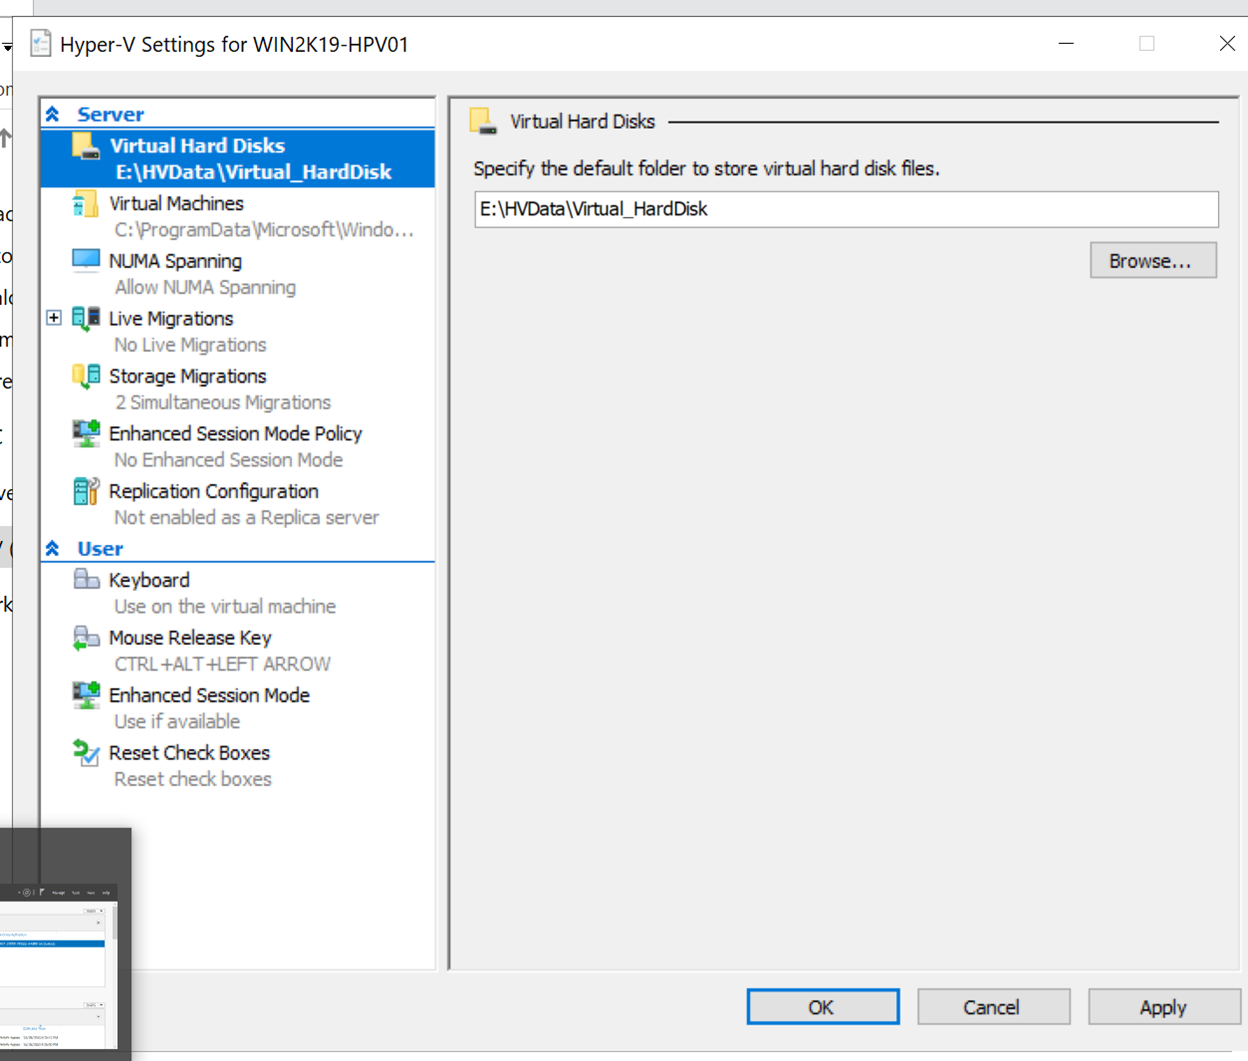 Hyper-V Settings for WIN2K19-HPV01
Server
Virtual Hard Disks
E:\HVData\Virtual_HardDisk
Virtual Machines
C:\ProgramData\Microsoft\Windo...
NUMA Spanning
Allow NUMA Spanning
Live Migrations
No Live Migrations
Storage Migrations
2 Simultaneous Migrations
Enhanced Session Mode Policy
No Enhanced Session Mode
Replication Configuration
Not enabled as a Replica server
User
Keyboard
Use on the virtual machine
Mouse Release Key
CTRL+ALT+LEFT ARROW
Enhanced Session Mode
Use if available
Reset Check Boxes
Reset check boxes
Virtual Hard Disks
Specify the default folder to store virtual hard disk files.
E:\HVData\Virtual_HardDisk
Browse...
OK
Cancel
Apply